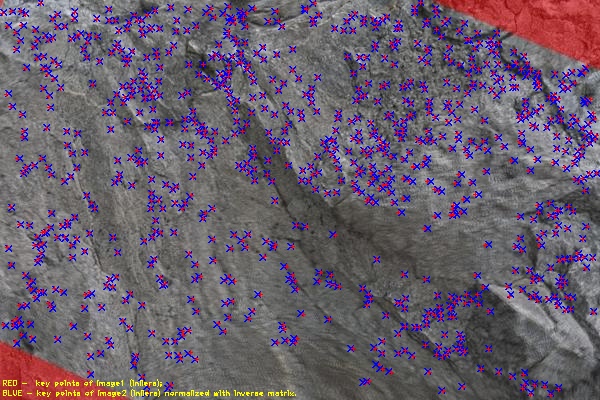 RED - key points of image1 (inliers);
BLUE - key points of image2 (inliers) normalized with inverse matrix.